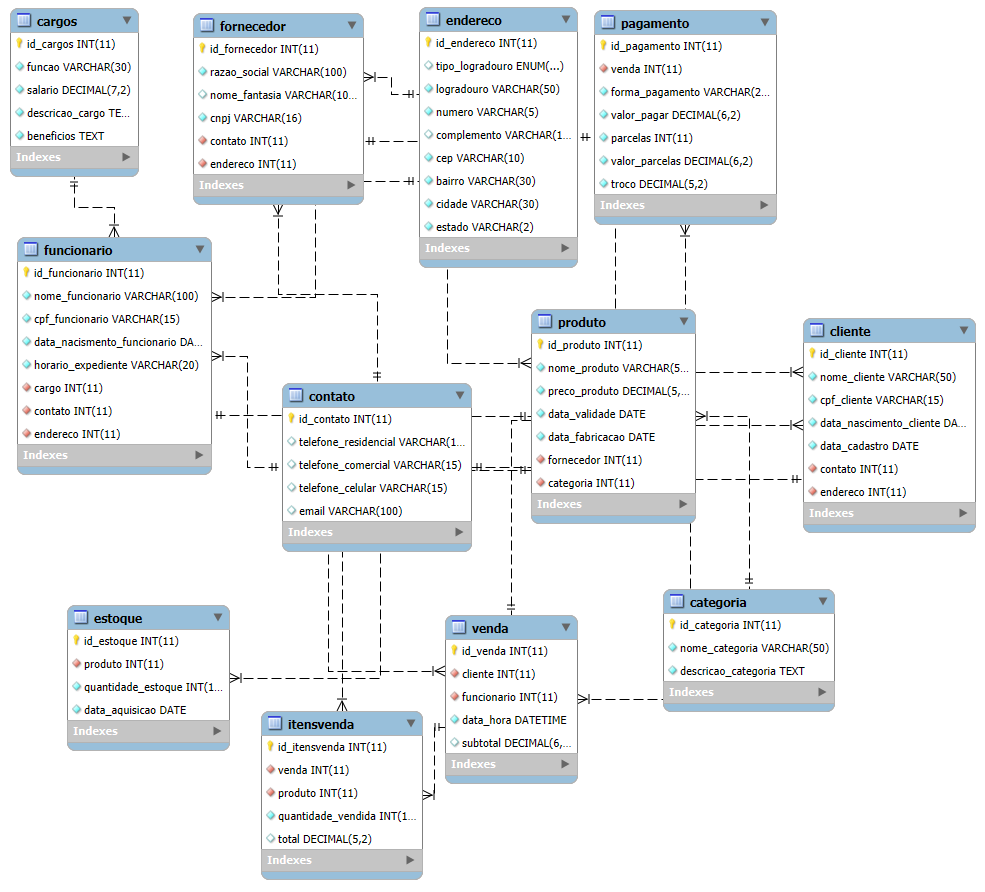 cargos
id_cargos INT(11)
funcao VARCHAR(30)
salario DECIMAL(7,2)
descricao_cargo TE...
beneficios TEXT
Indexes
fornecedor
id_fornecedor INT(11)
razao_social VARCHAR(100)
nome_fantasia VARCHAR(10...
cnpj VARCHAR(16)
contato INT(11)
endereco INT(11)
Indexes
endereco
id_endereco INT(11)
tipo_logradouro ENUM(...)
logradouro VARCHAR(50)
numero VARCHAR(5)
complemento VARCHAR(1...
cep VARCHAR(10)
bairro VARCHAR(30)
cidade VARCHAR(30)
estado VARCHAR(2)
Indexes
pagamento
id_pagamento INT(11)
venda INT(11)
forma_pagamento VARCHAR(2...
valor_pagar DECIMAL(6,2)
parcelas INT(11)
valor_parcelas DECIMAL(6,2)
troco DECIMAL(5,2)
Indexes
funcionario
id_funcionario INT(11)
nome_funcionario VARCHAR(100)
cpf_funcionario VARCHAR(15)
data_nacismento_funcionario DA...
horario_expediente VARCHAR(20)
cargo INT(11)
contato INT(11)
endereco INT(11)
Indexes
contato
id_contato INT(11)
telefone_residencial VARCHAR(1...
telefone_comercial VARCHAR(15)
telefone_celular VARCHAR(15)
email VARCHAR(100)
Indexes
produto
id_produto INT(11)
nome_produto VARCHAR(5...
preco_produto DECIMAL(5,...
data_validade DATE
data_fabricacao DATE
fornecedor INT(11)
categoria INT(11)
Indexes
cliente
id_cliente INT(11)
nome_cliente VARCHAR(50)
cpf_cliente VARCHAR(15)
data_nascimento_cliente DA...
data_cadastro DATE
contato INT(11)
endereco INT(11)
Indexes
estoque
id_estoque INT(11)
produto INT(11)
quantidade_estoque INT(1...
data_aquisicao DATE
Indexes
itensvenda
id_itensvenda INT(11)
venda INT(11)
produto INT(11)
quantidade_vendida INT(1...
total DECIMAL(5,2)
Indexes
venda
id_venda INT(11)
cliente INT(11)
funcionario INT(11)
data_hora DATETIME
subtotal DECIMAL(6,...
Indexes
categoria
id_categoria INT(11)
nome_categoria VARCHAR(50)
descricao_categoria TEXT
Indexes